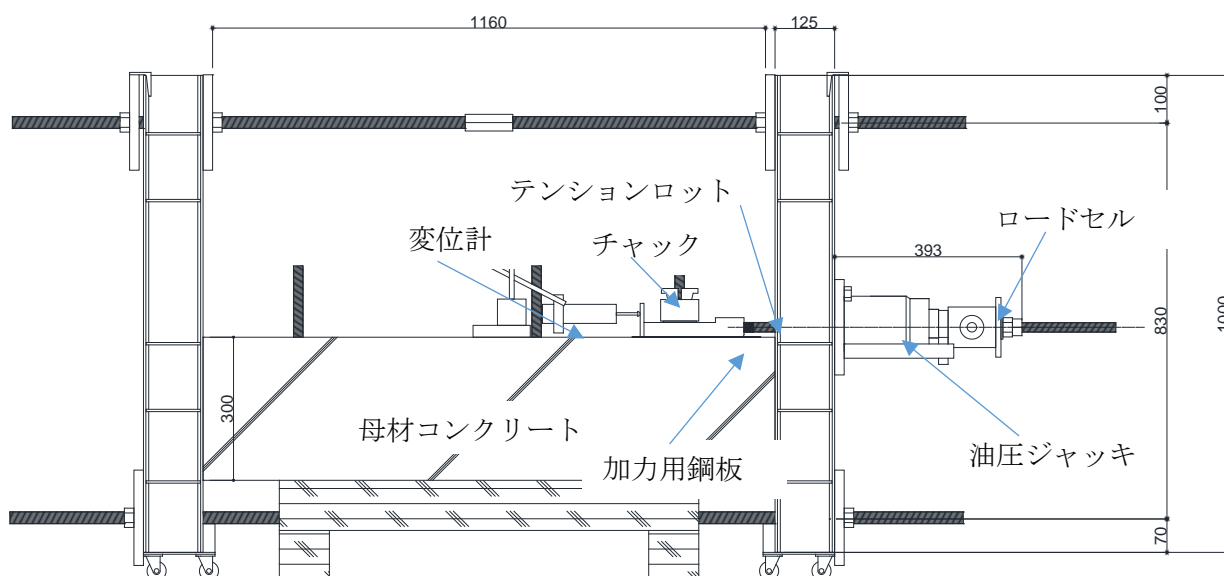 1160
125
100
テンションロット
ロードセル
変位計
チャック
393
830
1000
300
母材コンクリート
加力用鋼板
油圧ジャッキ
70